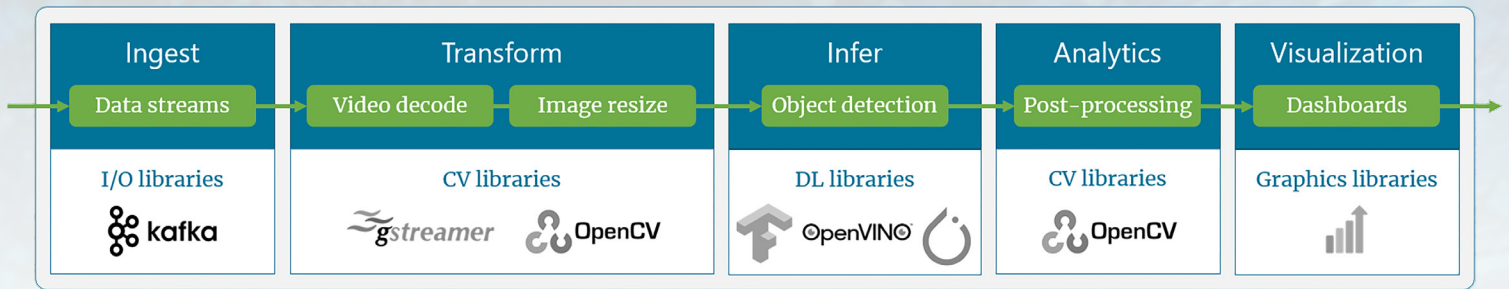 Ingest
Transform
Infer
Analytics
Visualization
Data streams
Video decode
Image resize
Object detection
Post-processing
Dashboards
I/O libraries
CV libraries
DL libraries
CV libraries
Graphics libraries
kafka
gstreamer
OpenCV
OpenVINO
OpenCV